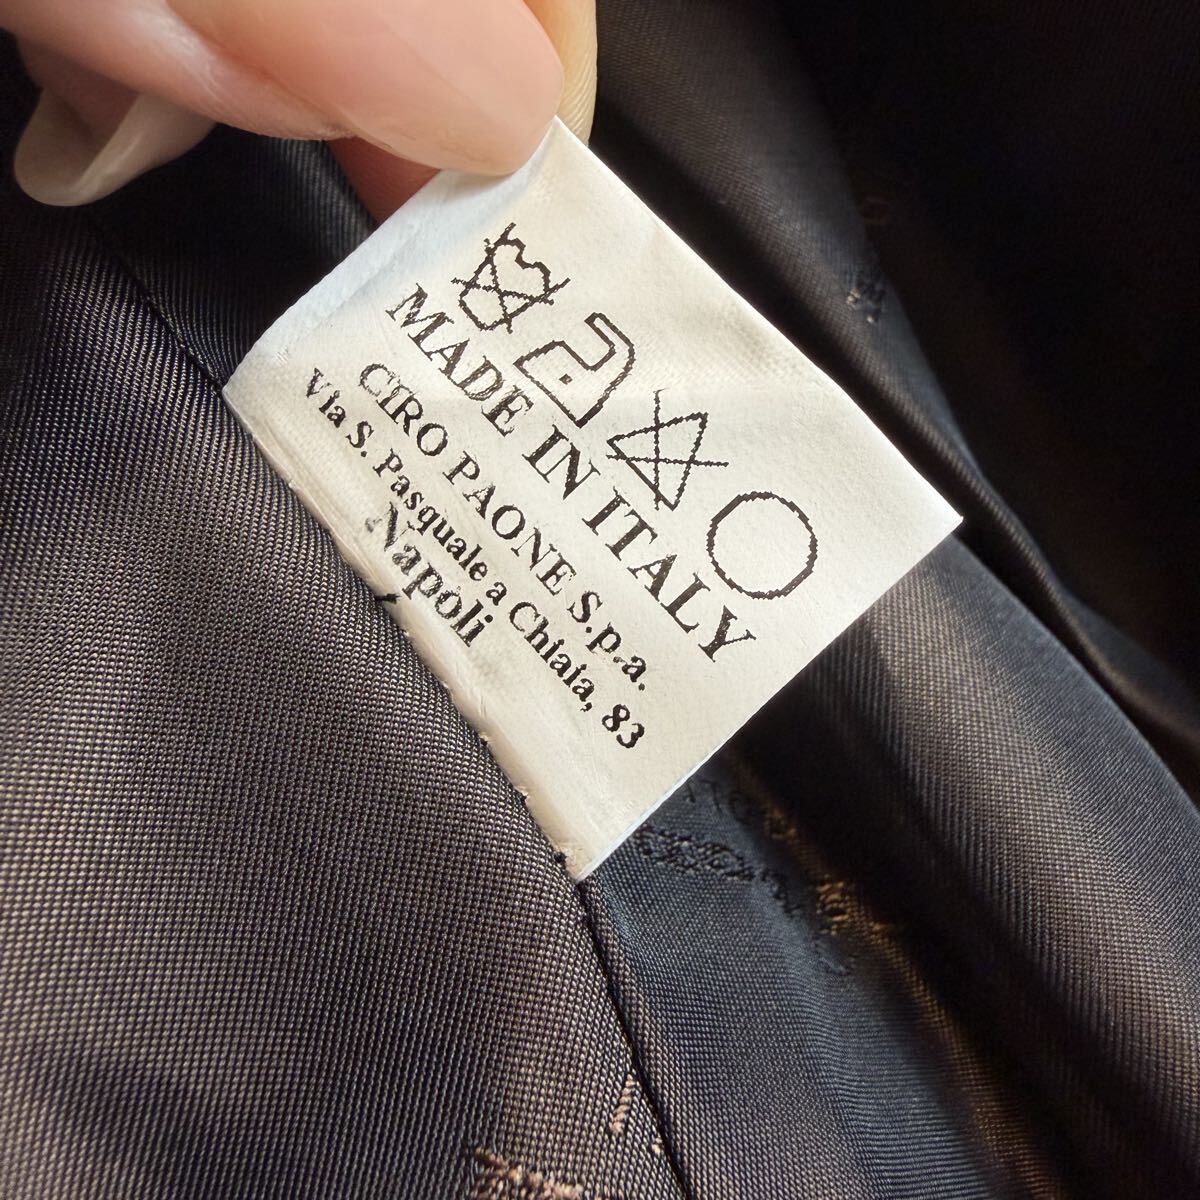 MADE IN ITALY
CIRO PAONE S.p.a.
Via S. Pasquale a Chiaia, 83
Napoli